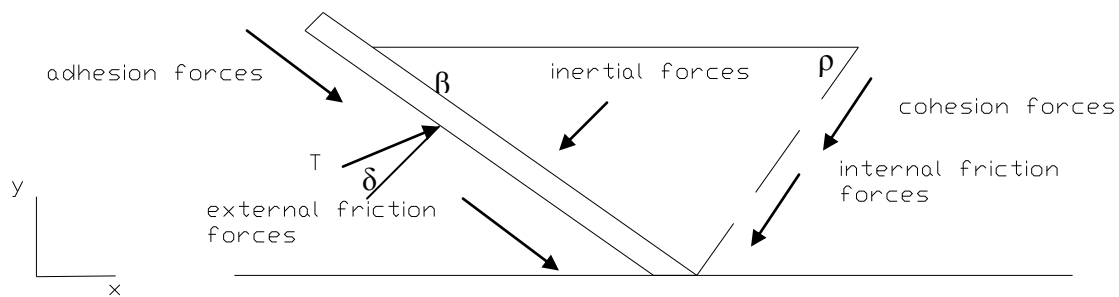 ρ
adhesion forces
β
inertial forces
cohesion forces
T
δ
internal friction
forces
y
external friction
forces
x